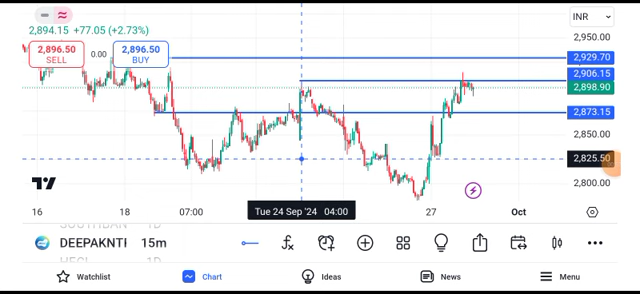 INR
2,894.15 +77.05 (+2.73%)
2,896.50
SELL
0.00
2,896.50
BUY
2,950.00
2,929.70
2,906.15
2,898.90
2,873.15
2,850.00
2,825.50
2,800.00
16
18
07:00
Tue 24 Sep '24 04:00
27
Oct
SOUTHBAN 1D
DEEPAKNTI 15m
HCL
Watchlist
Chart
Ideas
News
Menu